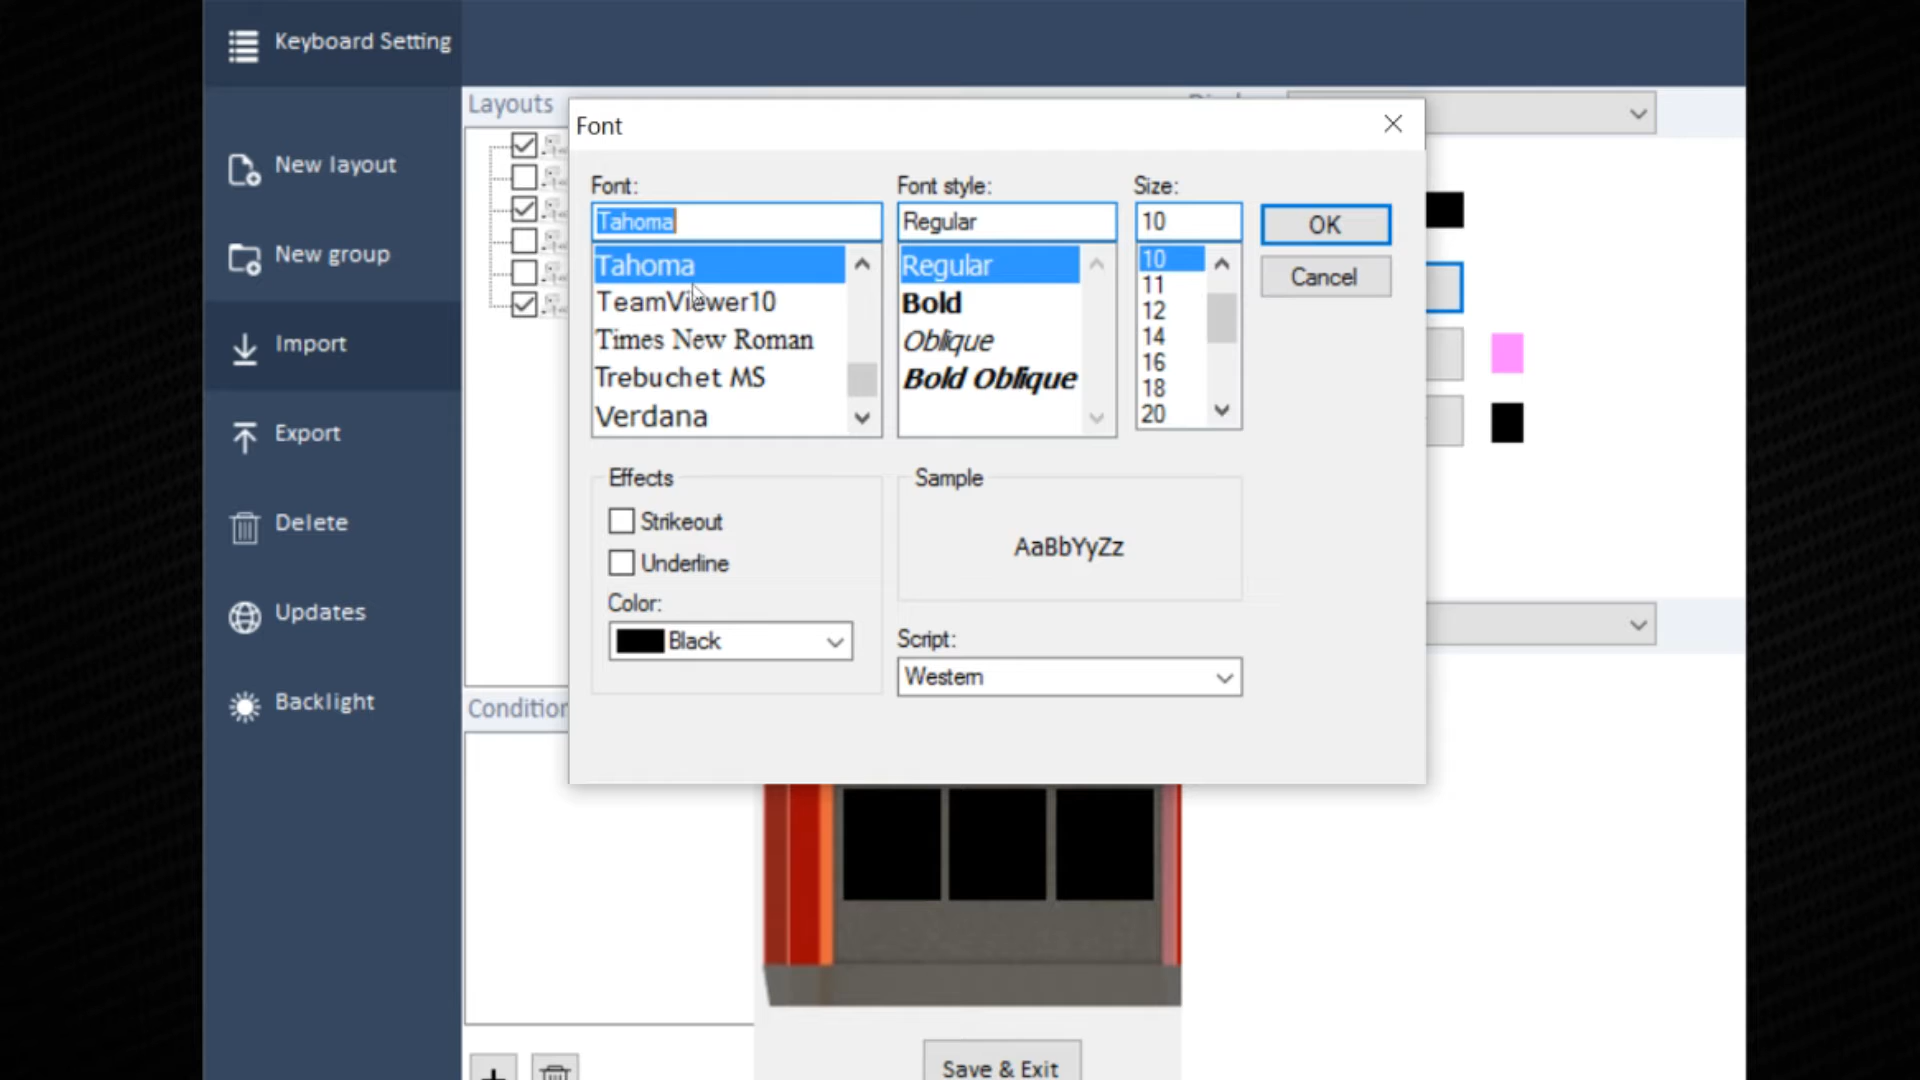 Keyboard Setting
New layout
New group
Import
Export
Delete
Updates
Backlight
Layouts
Font
Font:
Font style:
Size:
Tahoma
Regular
10
OK
Cancel
Tahoma
TeamViewer10
Times New Roman
Trebuchet MS
Verdana
Regular
Bold
Oblique
Bold Oblique
10
11
12
14
16
18
20
Effects
Strikeout
Underline
Color:
Black
Sample
AaBbYyZz
Script:
Western
Condition
Save & Exit